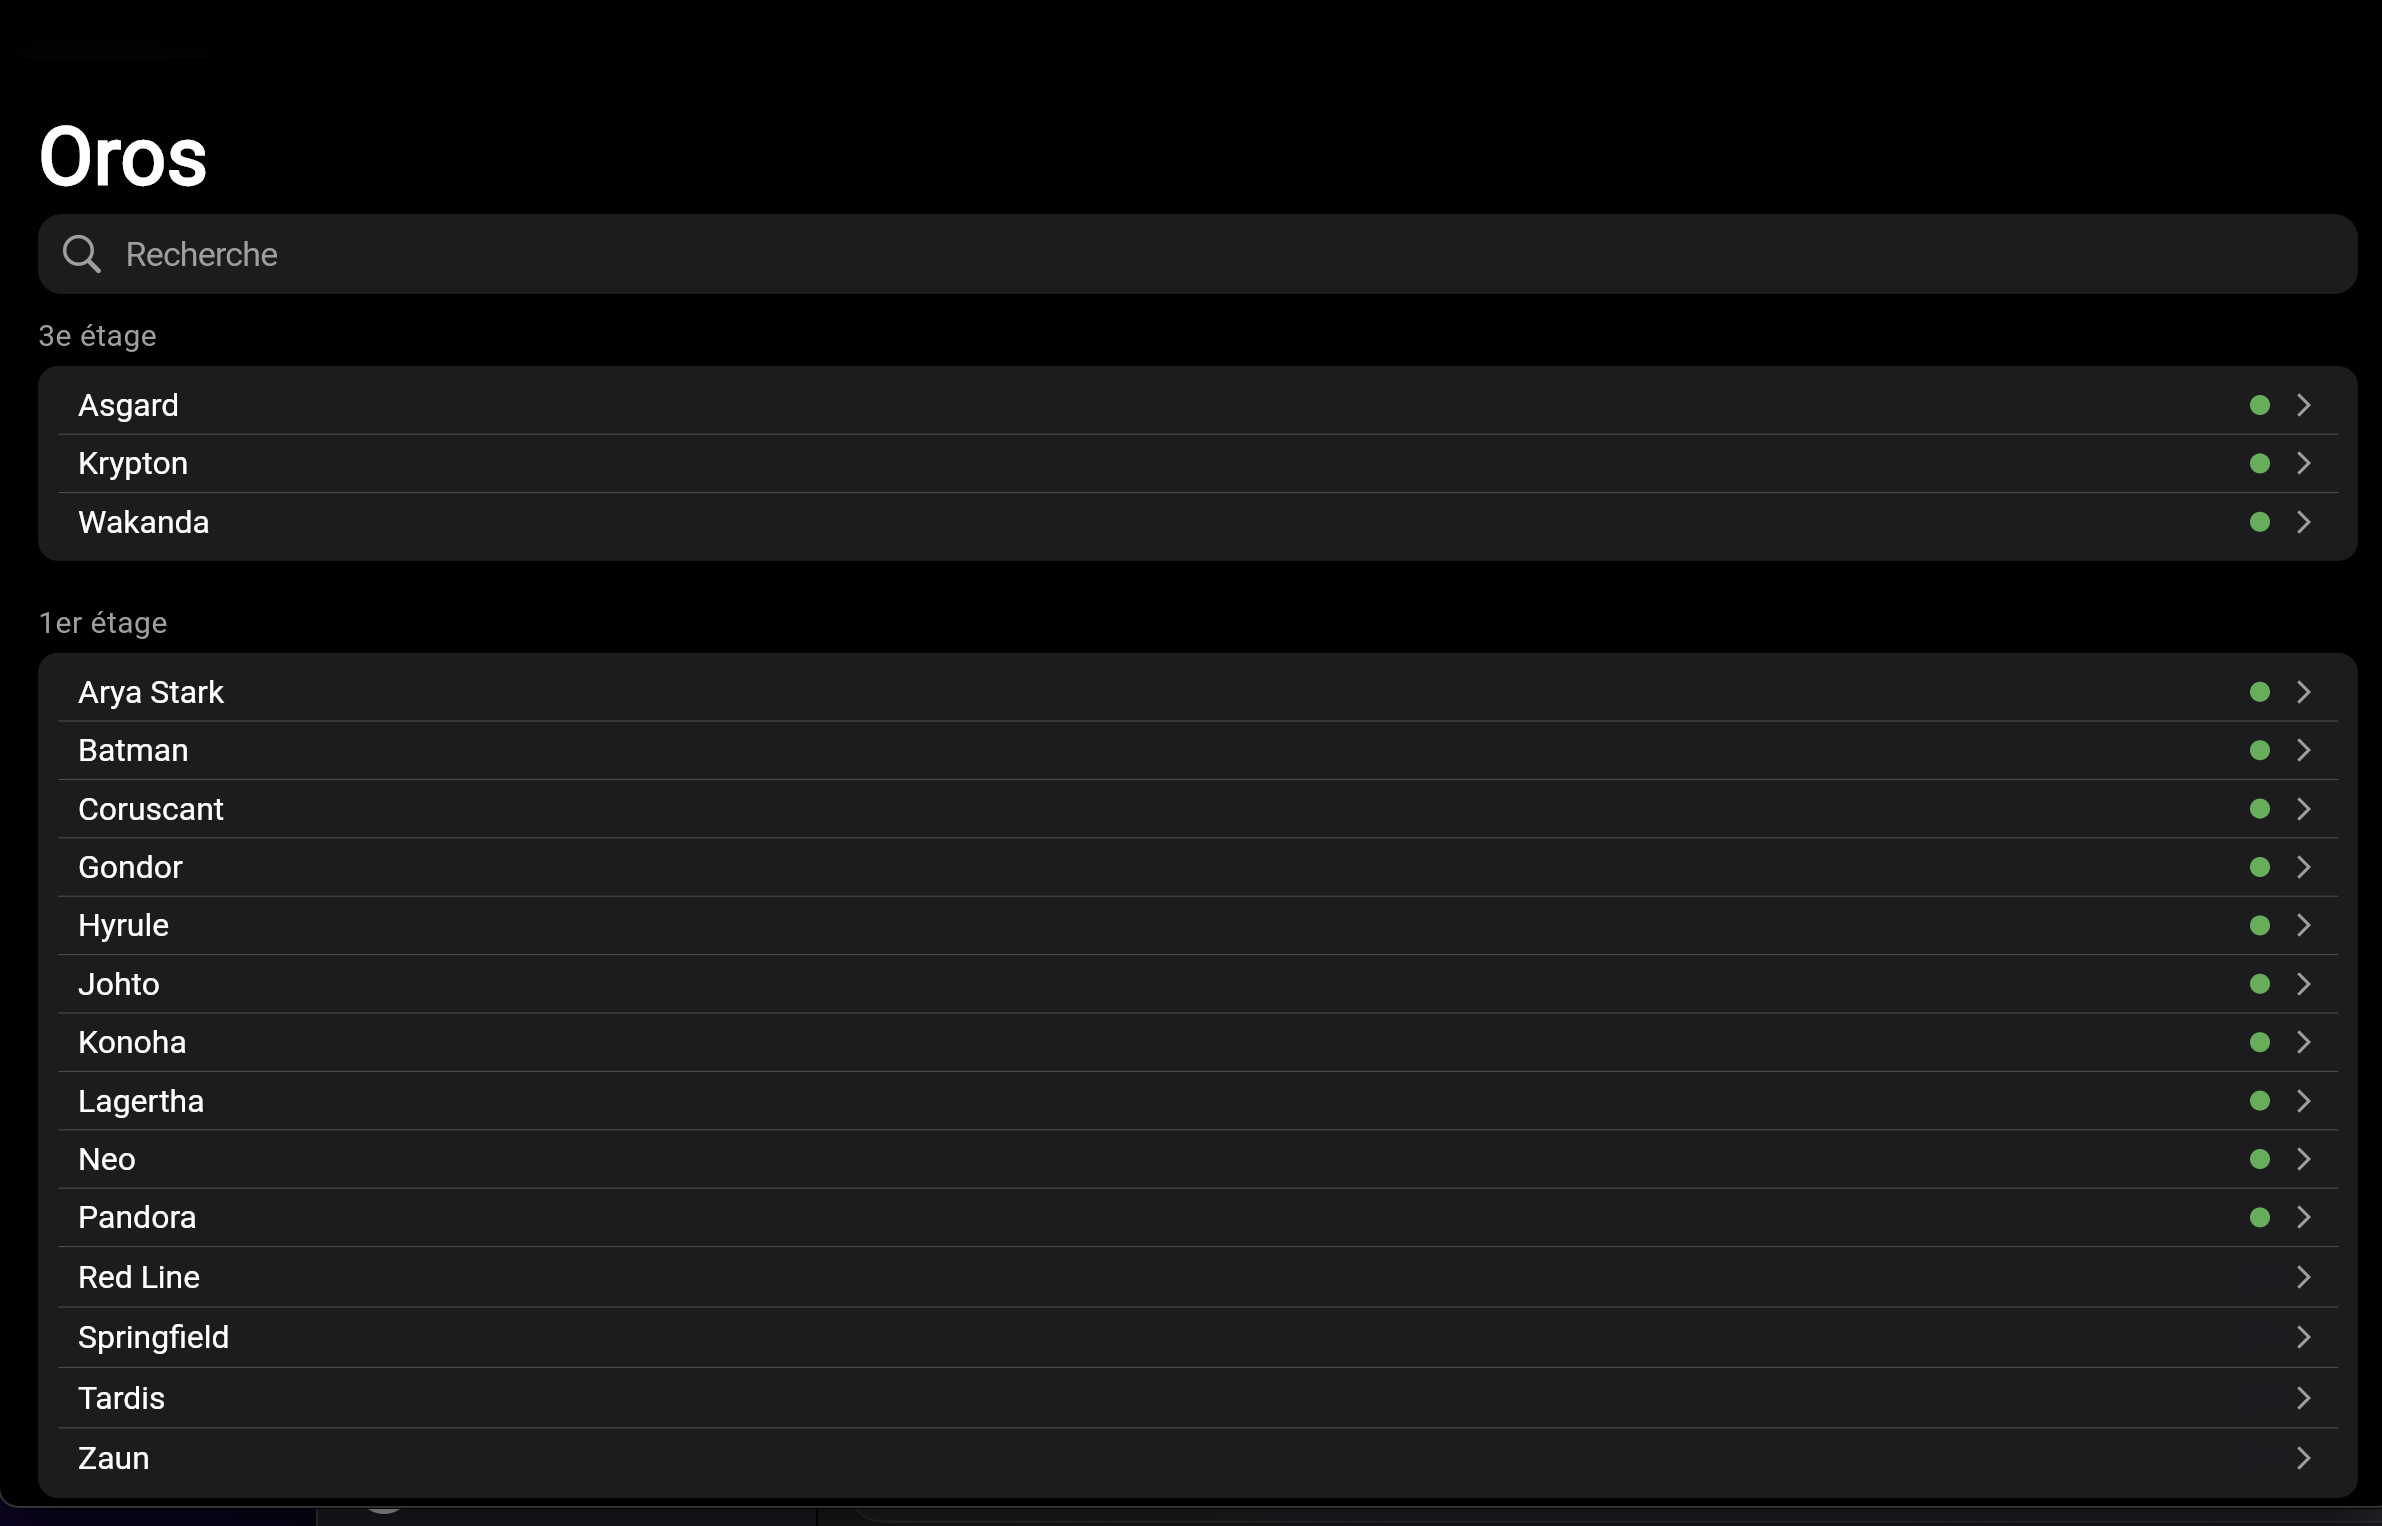 Oros
Recherche
3e étage
Asgard
Krypton
Wakanda
1er étage
Arya Stark
Batman
Coruscant
Gondor
Hyrule
Johto
Konoha
Lagertha
Neo
Pandora
Red Line
Springfield
Tardis
Zaun